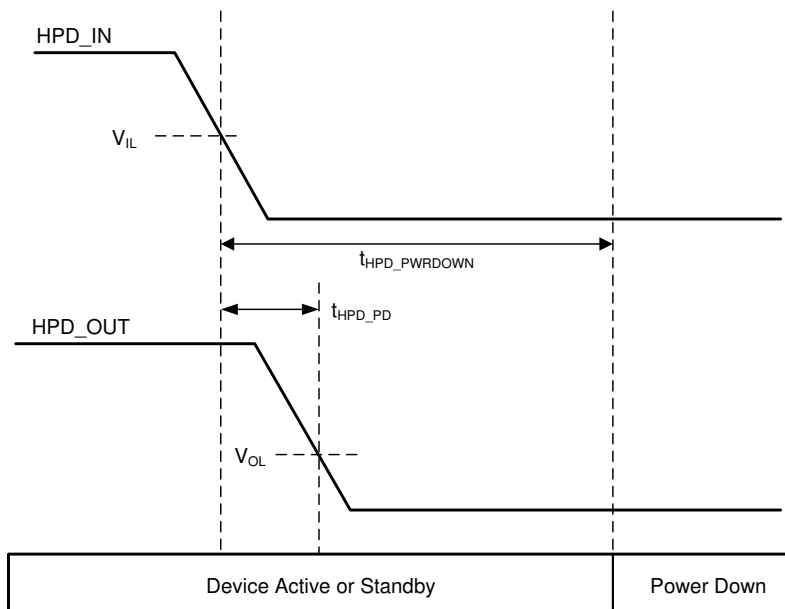 HPD_IN
V_IL
t_HPD_PWRDOWN
t_HPD_PD
HPD_OUT
V_OL
Device Active or Standby
Power Down